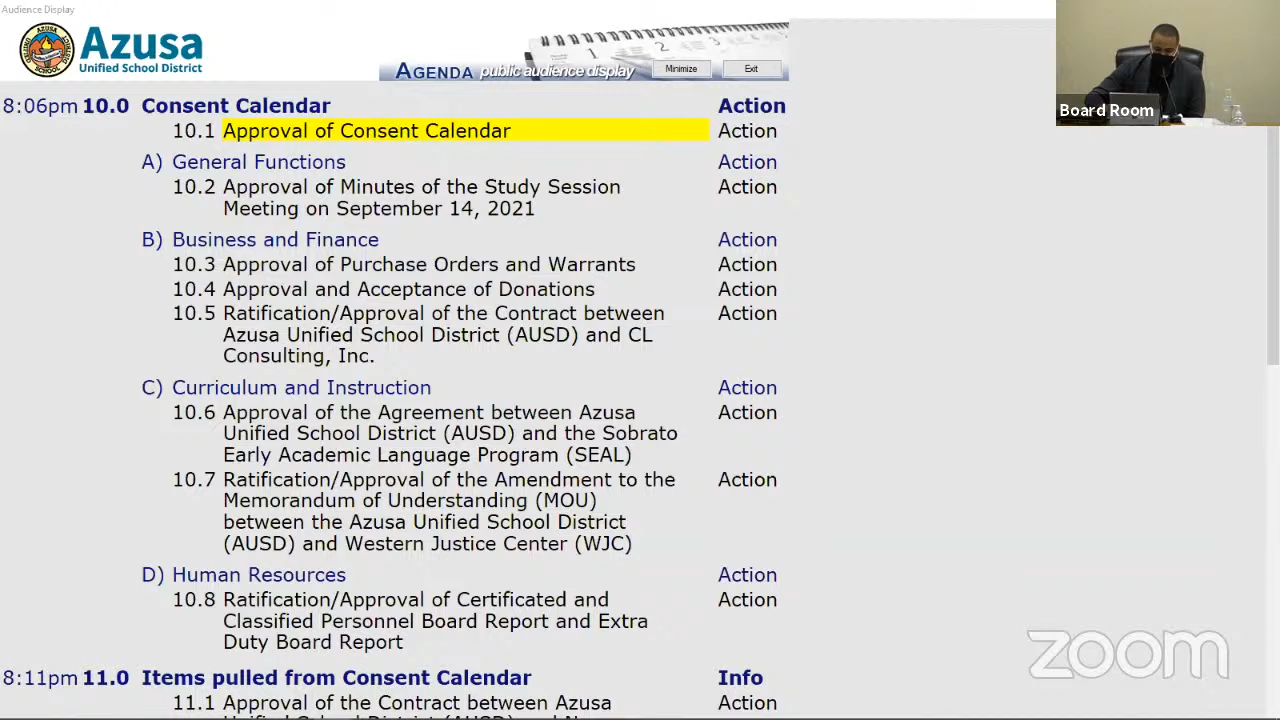 Audience Display
Azusa
Unified School District
AGENDA public audience display
Minimize
Exit
Board Room
8:06pm 10.0 Consent Calendar Action
10.1 Approval of Consent Calendar Action
A) General Functions Action
10.2 Approval of Minutes of the Study Session Action
Meeting on September 14, 2021
B) Business and Finance Action
10.3 Approval of Purchase Orders and Warrants Action
10.4 Approval and Acceptance of Donations Action
10.5 Ratification/Approval of the Contract between Action
Azusa Unified School District (AUSD) and CL
Consulting, Inc.
C) Curriculum and Instruction Action
10.6 Approval of the Agreement between Azusa Action
Unified School District (AUSD) and the Sobrato
Early Academic Language Program (SEAL)
10.7 Ratification/Approval of the Amendment to the Action
Memorandum of Understanding (MOU)
between the Azusa Unified School District
(AUSD) and Western Justice Center (WJC)
D) Human Resources Action
10.8 Ratification/Approval of Certificated and Action
Classified Personnel Board Report and Extra
Duty Board Report
zoom
8:11pm 11.0 Items pulled from Consent Calendar Info
11.1 Approval of the Contract between Azusa Action